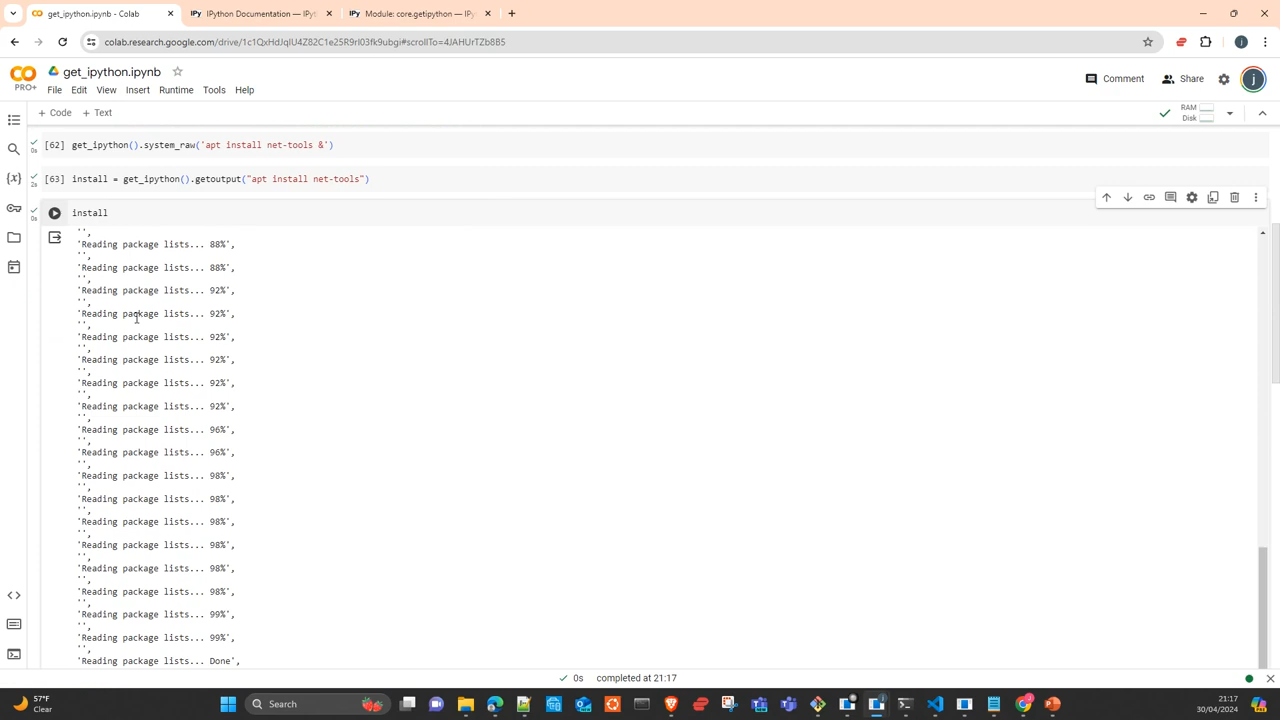 get_ipython.ipynb - Colab
IPython Documentation — IPyt
Module: core.getipython — IPy
colab.research.google.com/drive/1c1QxHdJqIU4Z82C1e25R9rI03fk9ubgi#scrollTo=4JAHUrTZb8B5
get_ipython.ipynb
PRO+
File Edit View Insert Runtime Tools Help
Comment Share
+ Code + Text
RAM
Disk
[62] get_ipython().system_raw('apt install net-tools &')
0s
[63] install = get_ipython().getoutput("apt install net-tools")
2s
install
0s
'',
'Reading package lists... 88%',
'',
'Reading package lists... 88%',
'',
'Reading package lists... 92%',
'',
'Reading package lists... 92%',
'',
'Reading package lists... 92%',
'',
'Reading package lists... 92%',
'',
'Reading package lists... 92%',
'',
'Reading package lists... 92%',
'',
'Reading package lists... 96%',
'',
'Reading package lists... 96%',
'',
'Reading package lists... 98%',
'',
'Reading package lists... 98%',
'',
'Reading package lists... 98%',
'',
'Reading package lists... 98%',
'',
'Reading package lists... 98%',
'',
'Reading package lists... 98%',
'',
'Reading package lists... 99%',
'',
'Reading package lists... 99%',
'',
'Reading package lists... Done',
0s completed at 21:17
57°F
Clear
Search
21:17
30/04/2024